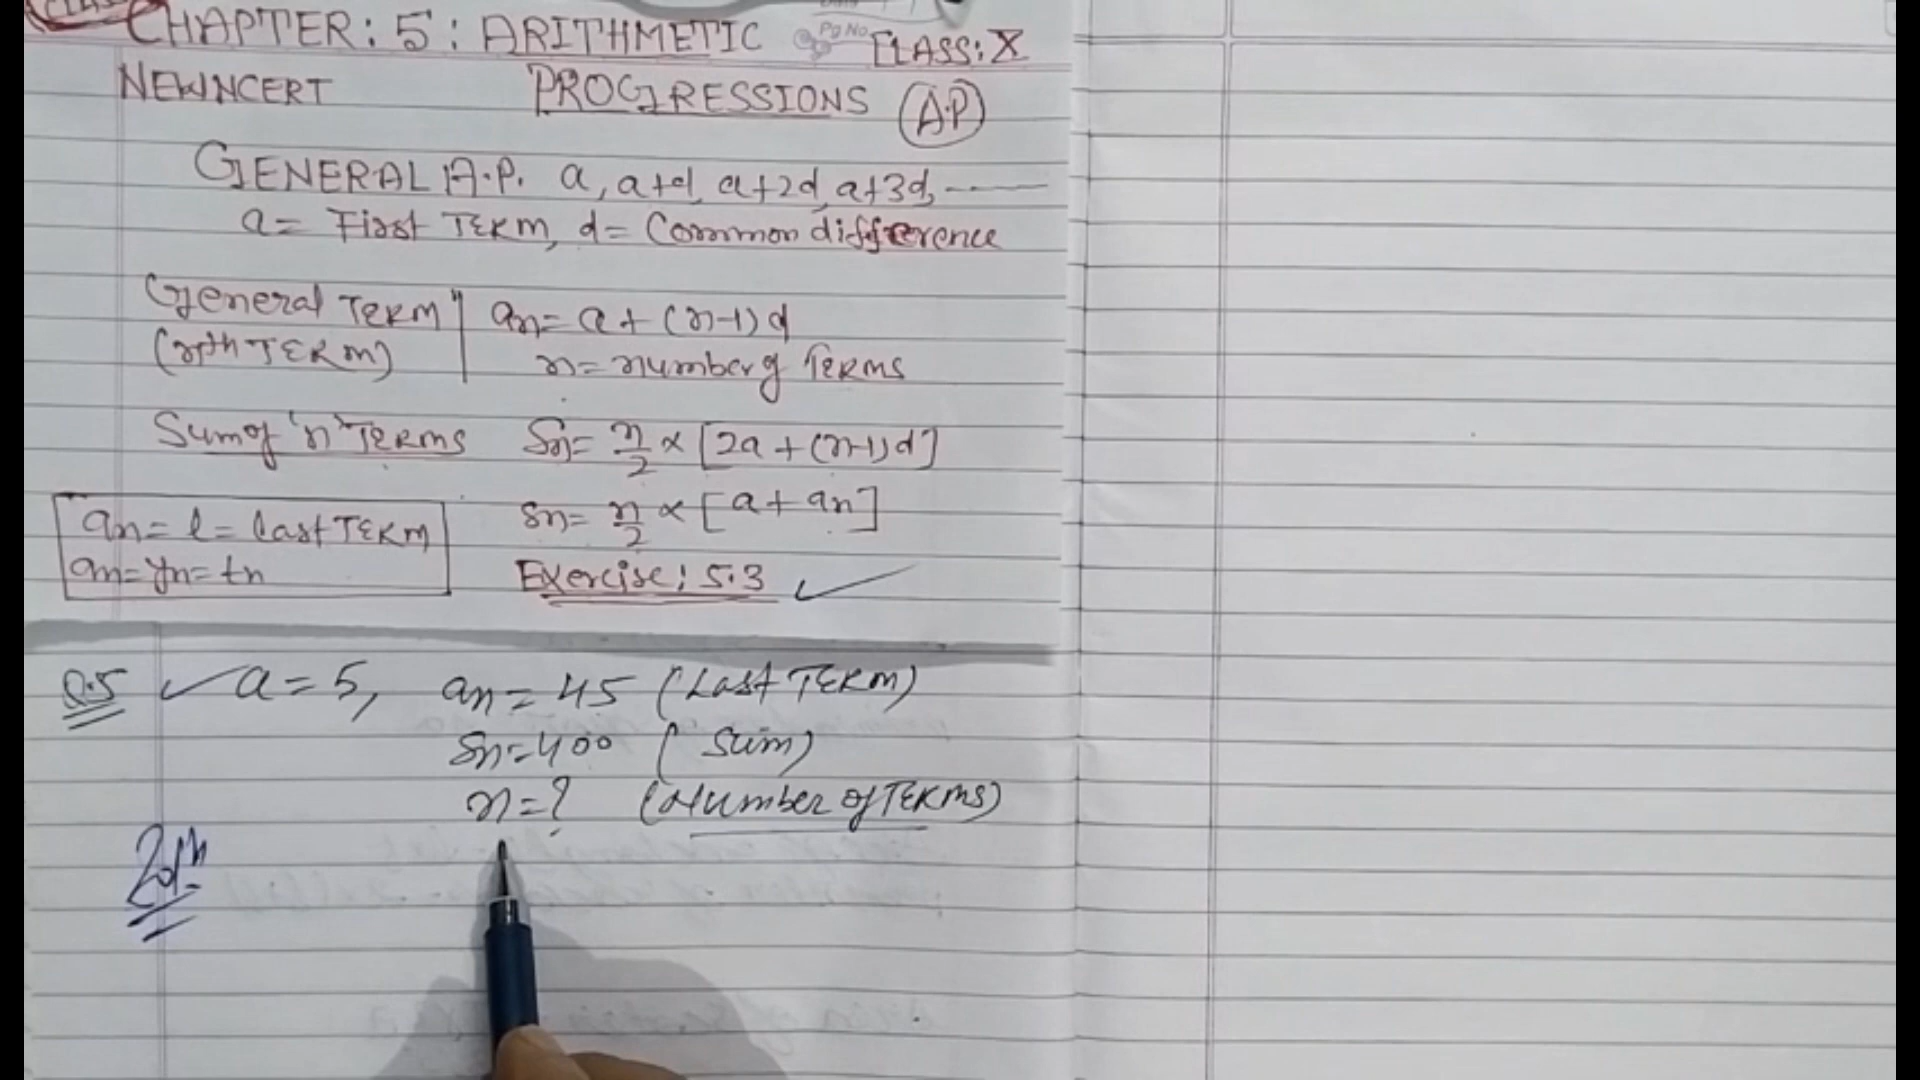 CHAPTER: 5: ARITHMETIC CLASS: X
Pg No.
NEW NCERT PROGRESSIONS (A.P)
GENERAL A.P. a, a+d, a+2d, a+3d, -----
a = First TERM, d = Common difference
General TERM an = a + (n-1) d
(nth TERM) n = number of TERMS
Sum of 'n' TERMS Sn = n/2 × [2a + (n-1)d]
Sn = n/2 × [a + an]
an = l = last TERM
an = yn = tn
Exercise: 5.3
Q.5 a = 5, an = 45 (Last TERM)
Sn = 400 (Sum)
n = ? (Number of TERMS)